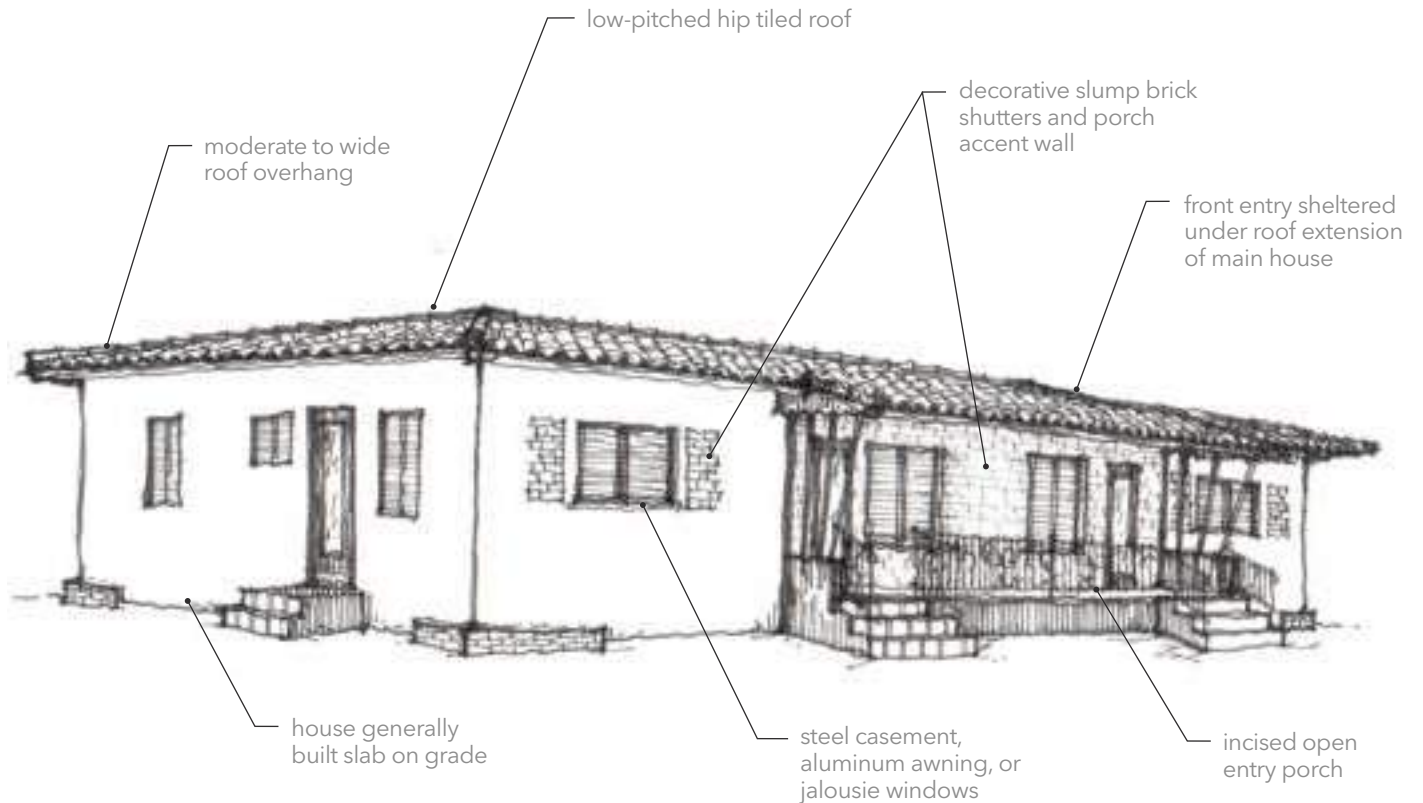 low-pitched hip tiled roof
decorative slump brick
shutters and porch
accent wall
moderate to wide
roof overhang
front entry sheltered
under roof extension
of main house
house generally
built slab on grade
steel casement,
aluminum awning, or
jalousie windows
incised open
entry porch